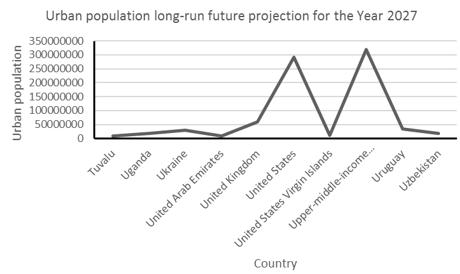 Urban population long-run future projection for the Year 2027
Urban population
350000000
300000000
250000000
200000000
150000000
100000000
50000000
0
Tuvalu
Uganda
Ukraine
United Arab Emirates
United Kingdom
United States
United States Virgin Islands
Upper-middle-income...
Uruguay
Uzbekistan
Country